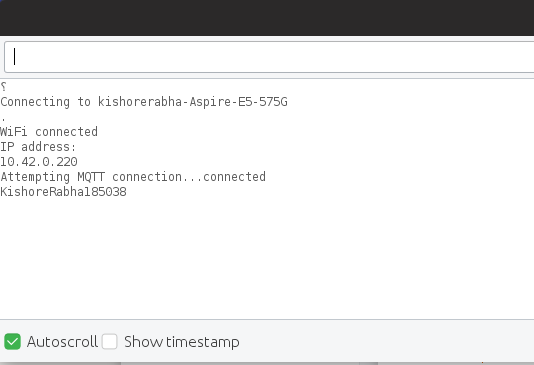 ⸮
Connecting to kishorerabha-Aspire-E5-575G
.
WiFi connected
IP address:
10.42.0.220
Attempting MQTT connection...connected
KishoreRabha185038
Autoscroll Show timestamp